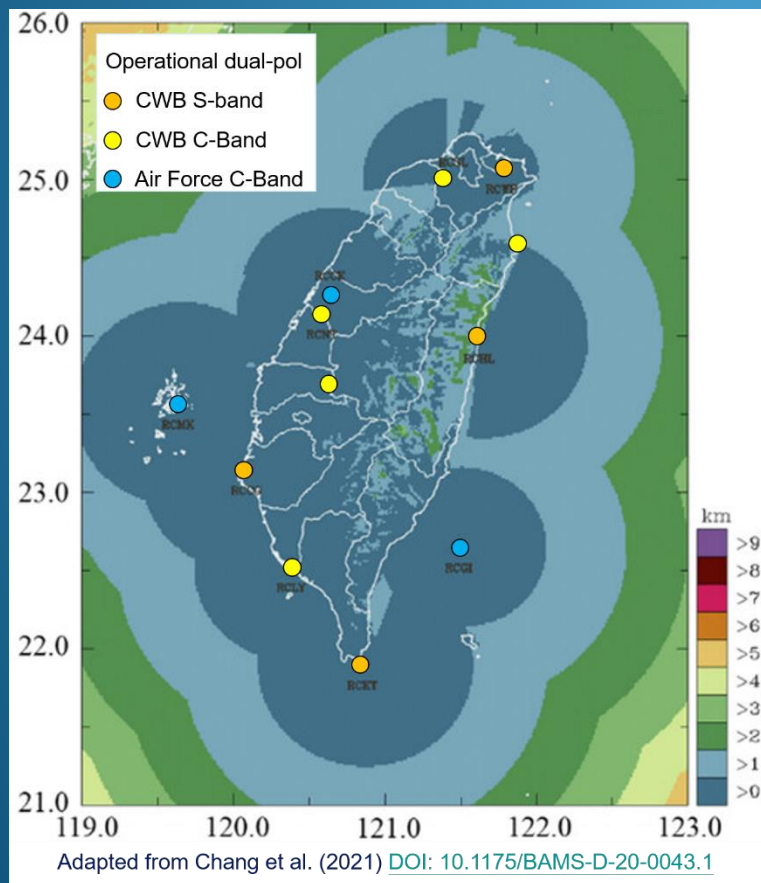 26.0
Operational dual-pol
CWB S-band
CWB C-Band
Air Force C-Band
25.0
24.0
RCHL
RCMK
23.0
RCGI
RCLY
22.0
RCKT
21.0
119.0
120.0
121.0
122.0
123.0
km
>9
>8
>7
>6
>5
>4
>3
>2
>1
>0
Adapted from Chang et al. (2021) DOI: 10.1175/BAMS-D-20-0043.1